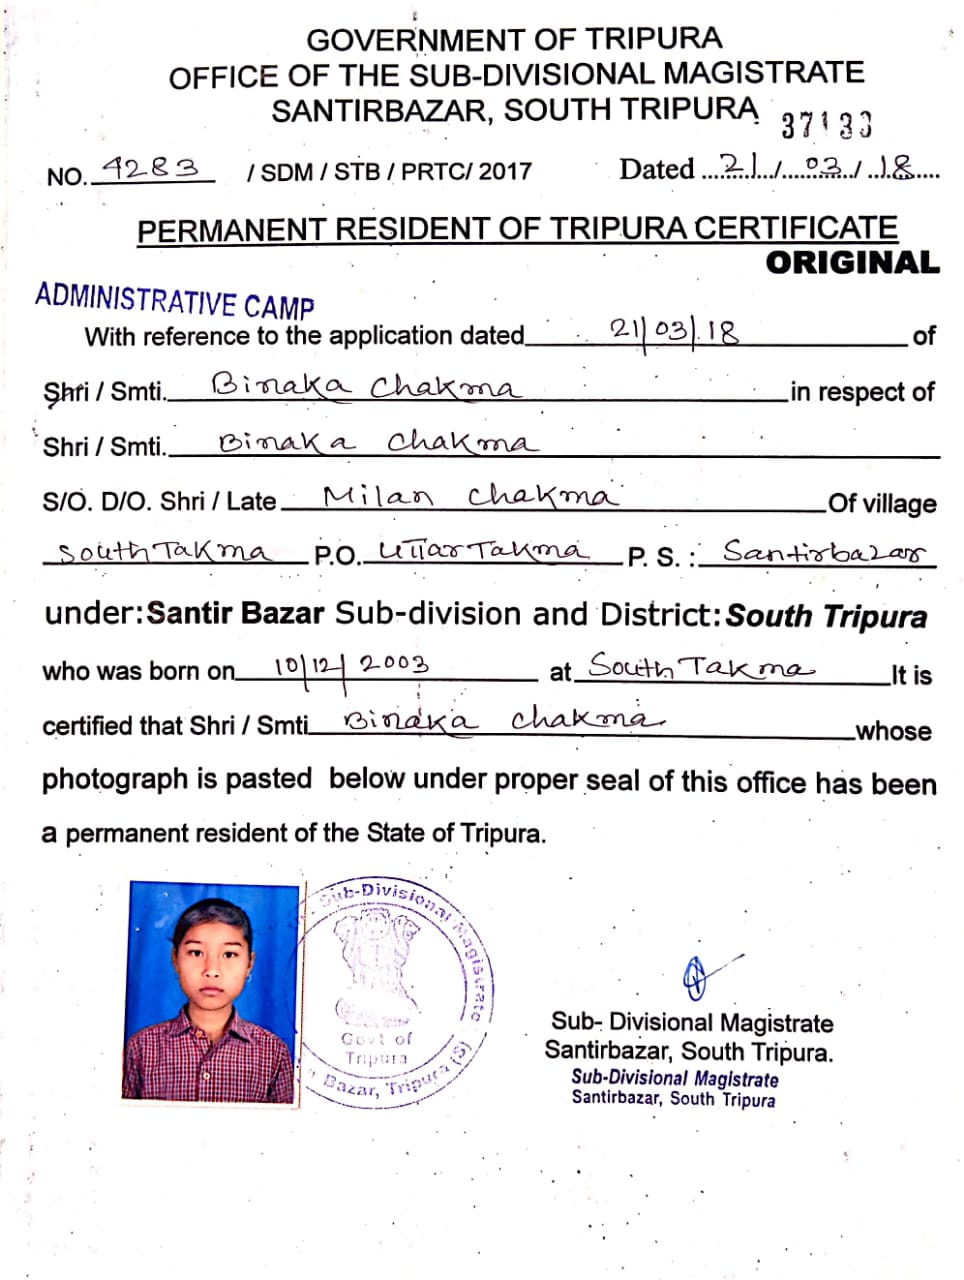 GOVERNMENT OF TRIPURA
OFFICE OF THE SUB-DIVISIONAL MAGISTRATE
SANTIRBAZAR, SOUTH TRIPURA
37133
NO. 4283 / SDM / STB / PRTC/ 2017 Dated ...21.../....03.../ ..18....
PERMANENT RESIDENT OF TRIPURA CERTIFICATE
ORIGINAL
ADMINISTRATIVE CAMP
With reference to the application dated 21/03/18 of
Shri / Smti. Binaka Chakma in respect of
Shri / Smti. Binaka Chakma
S/O. D/O. Shri / Late Milan Chakma Of village
South Takma P.O. Uttar Takma P. S. : Santirbazar
under:Santir Bazar Sub-division and District:South Tripura
who was born on 10/12/2003 at South Takma It is
certified that Shri / Smti Binaka Chakma whose
photograph is pasted below under proper seal of this office has been
a permanent resident of the State of Tripura.
Sub-Divisional Magistrate (S)
Govt of
Tripura
Bazar, Tripura
Sub- Divisional Magistrate
Santirbazar, South Tripura.
Sub-Divisional Magistrate
Santirbazar, South Tripura